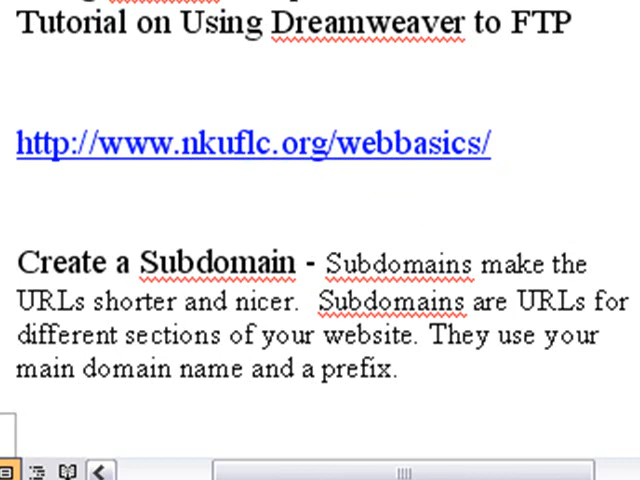 Tutorial on Using Dreamweaver to FTP
http://www.nkuflc.org/webbasics/
Create a Subdomain - Subdomains make the
URLs shorter and nicer. Subdomains are URLs for
different sections of your website. They use your
main domain name and a prefix.